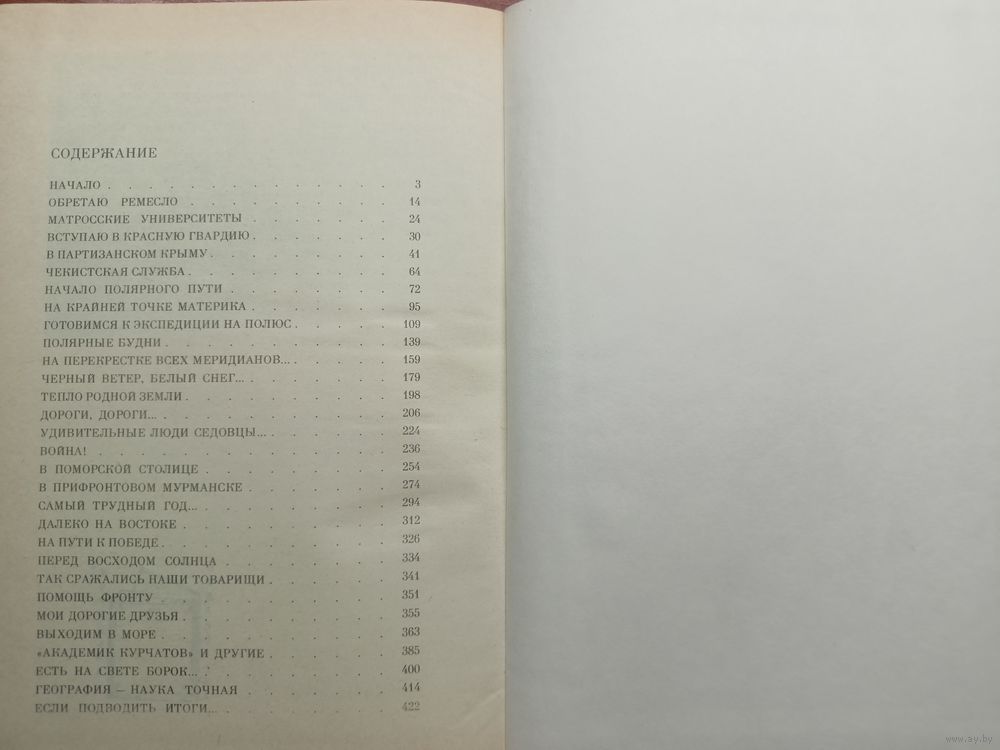 СОДЕРЖАНИЕ
НАЧАЛО . . . . . . . . . . . . . . 3
ОБРЕТАЮ РЕМЕСЛО . . . . . . . . . . 14
МАТРОССКИЕ УНИВЕРСИТЕТЫ . . . . . . . 24
ВСТУПАЮ В КРАСНУЮ ГВАРДИЮ . . . . . . . 30
В ПАРТИЗАНСКОМ КРЫМУ . . . . . . . . . 41
ЧЕКИСТСКАЯ СЛУЖБА . . . . . . . . . . 64
НАЧАЛО ПОЛЯРНОГО ПУТИ . . . . . . . . 72
НА КРАЙНЕЙ ТОЧКЕ МАТЕРИКА . . . . . . . 95
ГОТОВИМСЯ К ЭКСПЕДИЦИИ НА ПОЛЮС . . . . . 109
ПОЛЯРНЫЕ БУДНИ . . . . . . . . . . . 139
НА ПЕРЕКРЕСТКЕ ВСЕХ МЕРИДИАНОВ... . . . . . 159
ЧЕРНЫЙ ВЕТЕР, БЕЛЫЙ СНЕГ... . . . . . . . 179
ТЕПЛО РОДНОЙ ЗЕМЛИ . . . . . . . . . . 198
ДОРОГИ, ДОРОГИ... . . . . . . . . . . 206
УДИВИТЕЛЬНЫЕ ЛЮДИ СЕДОВЦЫ... . . . . . . 224
ВОЙНА! . . . . . . . . . . . . . . 236
В ПОМОРСКОЙ СТОЛИЦЕ . . . . . . . . . 254
В ПРИФРОНТОВОМ МУРМАНСКЕ . . . . . . . 274
САМЫЙ ТРУДНЫЙ ГОД... . . . . . . . . . 294
ДАЛЕКО НА ВОСТОКЕ . . . . . . . . . . 312
НА ПУТИ К ПОБЕДЕ . . . . . . . . . . . 326
ПЕРЕД ВОСХОДОМ СОЛНЦА . . . . . . . . 334
ТАК СРАЖАЛИСЬ НАШИ ТОВАРИЩИ . . . . . . 341
ПОМОЩЬ ФРОНТУ . . . . . . . . . . . 351
МОИ ДОРОГИЕ ДРУЗЬЯ . . . . . . . . . . 355
ВЫХОДИМ В МОРЕ . . . . . . . . . . . 363
«АКАДЕМИК КУРЧАТОВ» И ДРУГИЕ . . . . . . 385
ЕСТЬ НА СВЕТЕ БОРОК... . . . . . . . . . 400
ГЕОГРАФИЯ — НАУКА ТОЧНАЯ . . . . . . . 414
ЕСЛИ ПОДВОДИТЬ ИТОГИ... . . . . . . . . 422
www.ay.by